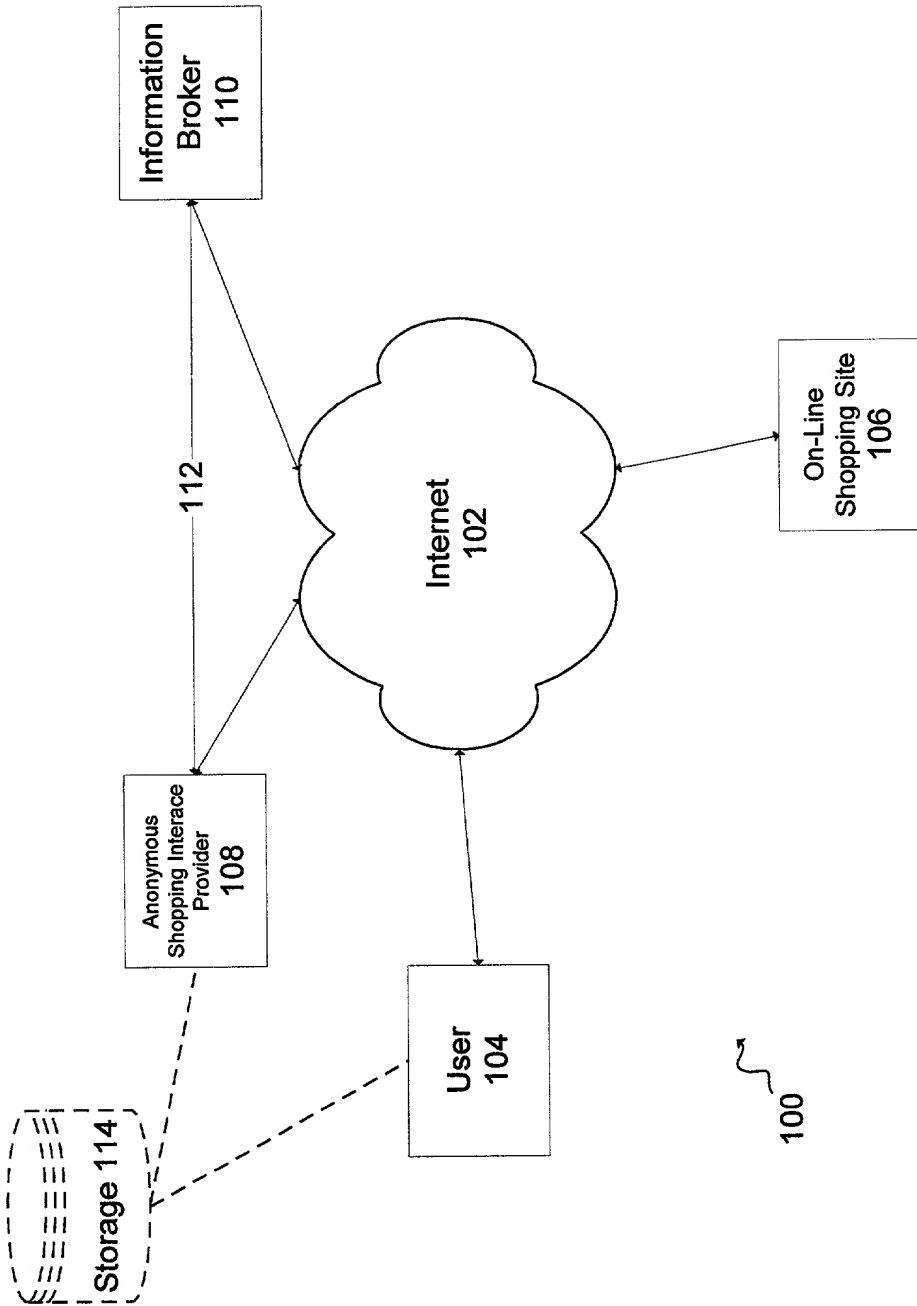 Storage 114
Anonymous
Shopping Interace
Provider
108
112
Information
Broker
110
User
104
Internet
102
100
On-Line
Shopping Site
106